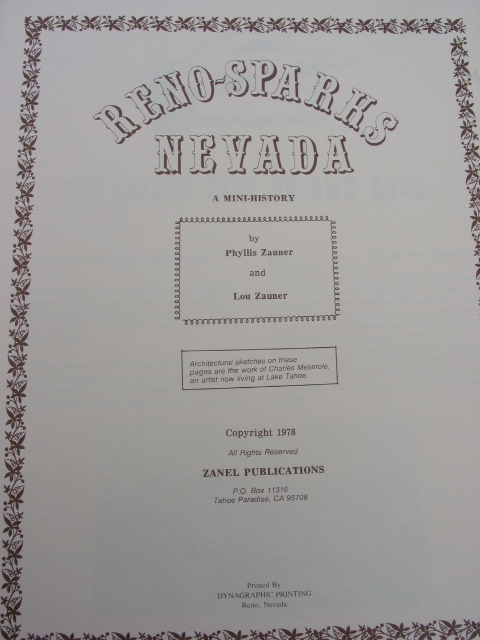 RENO-SPARKS
NEVADA
A MINI-HISTORY
by
Phyllis Zauner
and
Lou Zauner
Architectural sketches on these
pages are the work of Charles Meserole,
an artist now living at Lake Tahoe.
Copyright 1978
All Rights Reserved
ZANEL PUBLICATIONS
P.O. Box 11316
Tahoe Paradise, CA 95708
Printed By
DYNAGRAPHIC PRINTING
Reno, Nevada